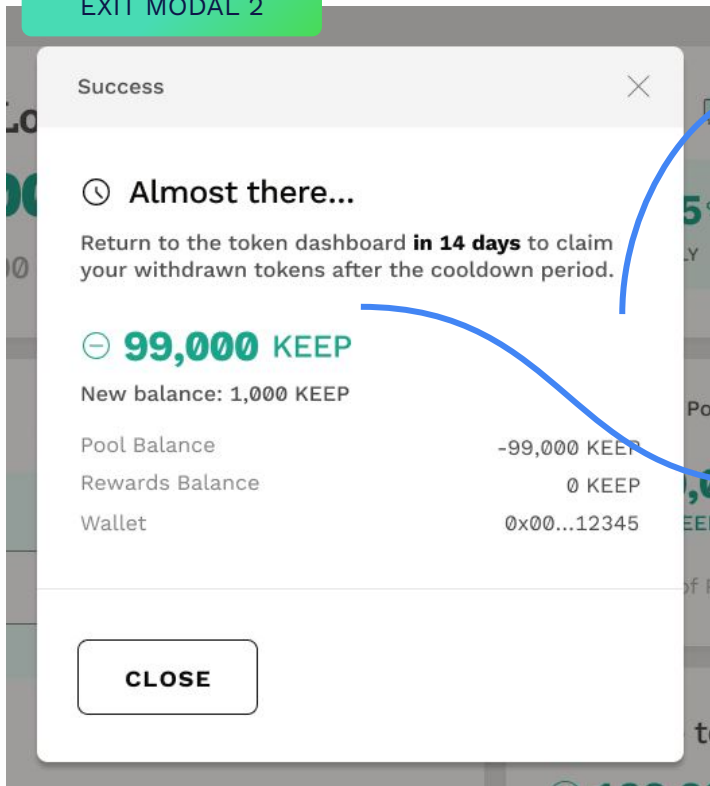 EXIT MODAL 2
Success
Almost there...
Return to the token dashboard in 14 days to claim
your withdrawn tokens after the cooldown period.
99,000 KEEP
New balance: 1,000 KEEP
Pool Balance -99,000 KEEP
Rewards Balance 0 KEEP
Wallet 0x00...12345
CLOSE